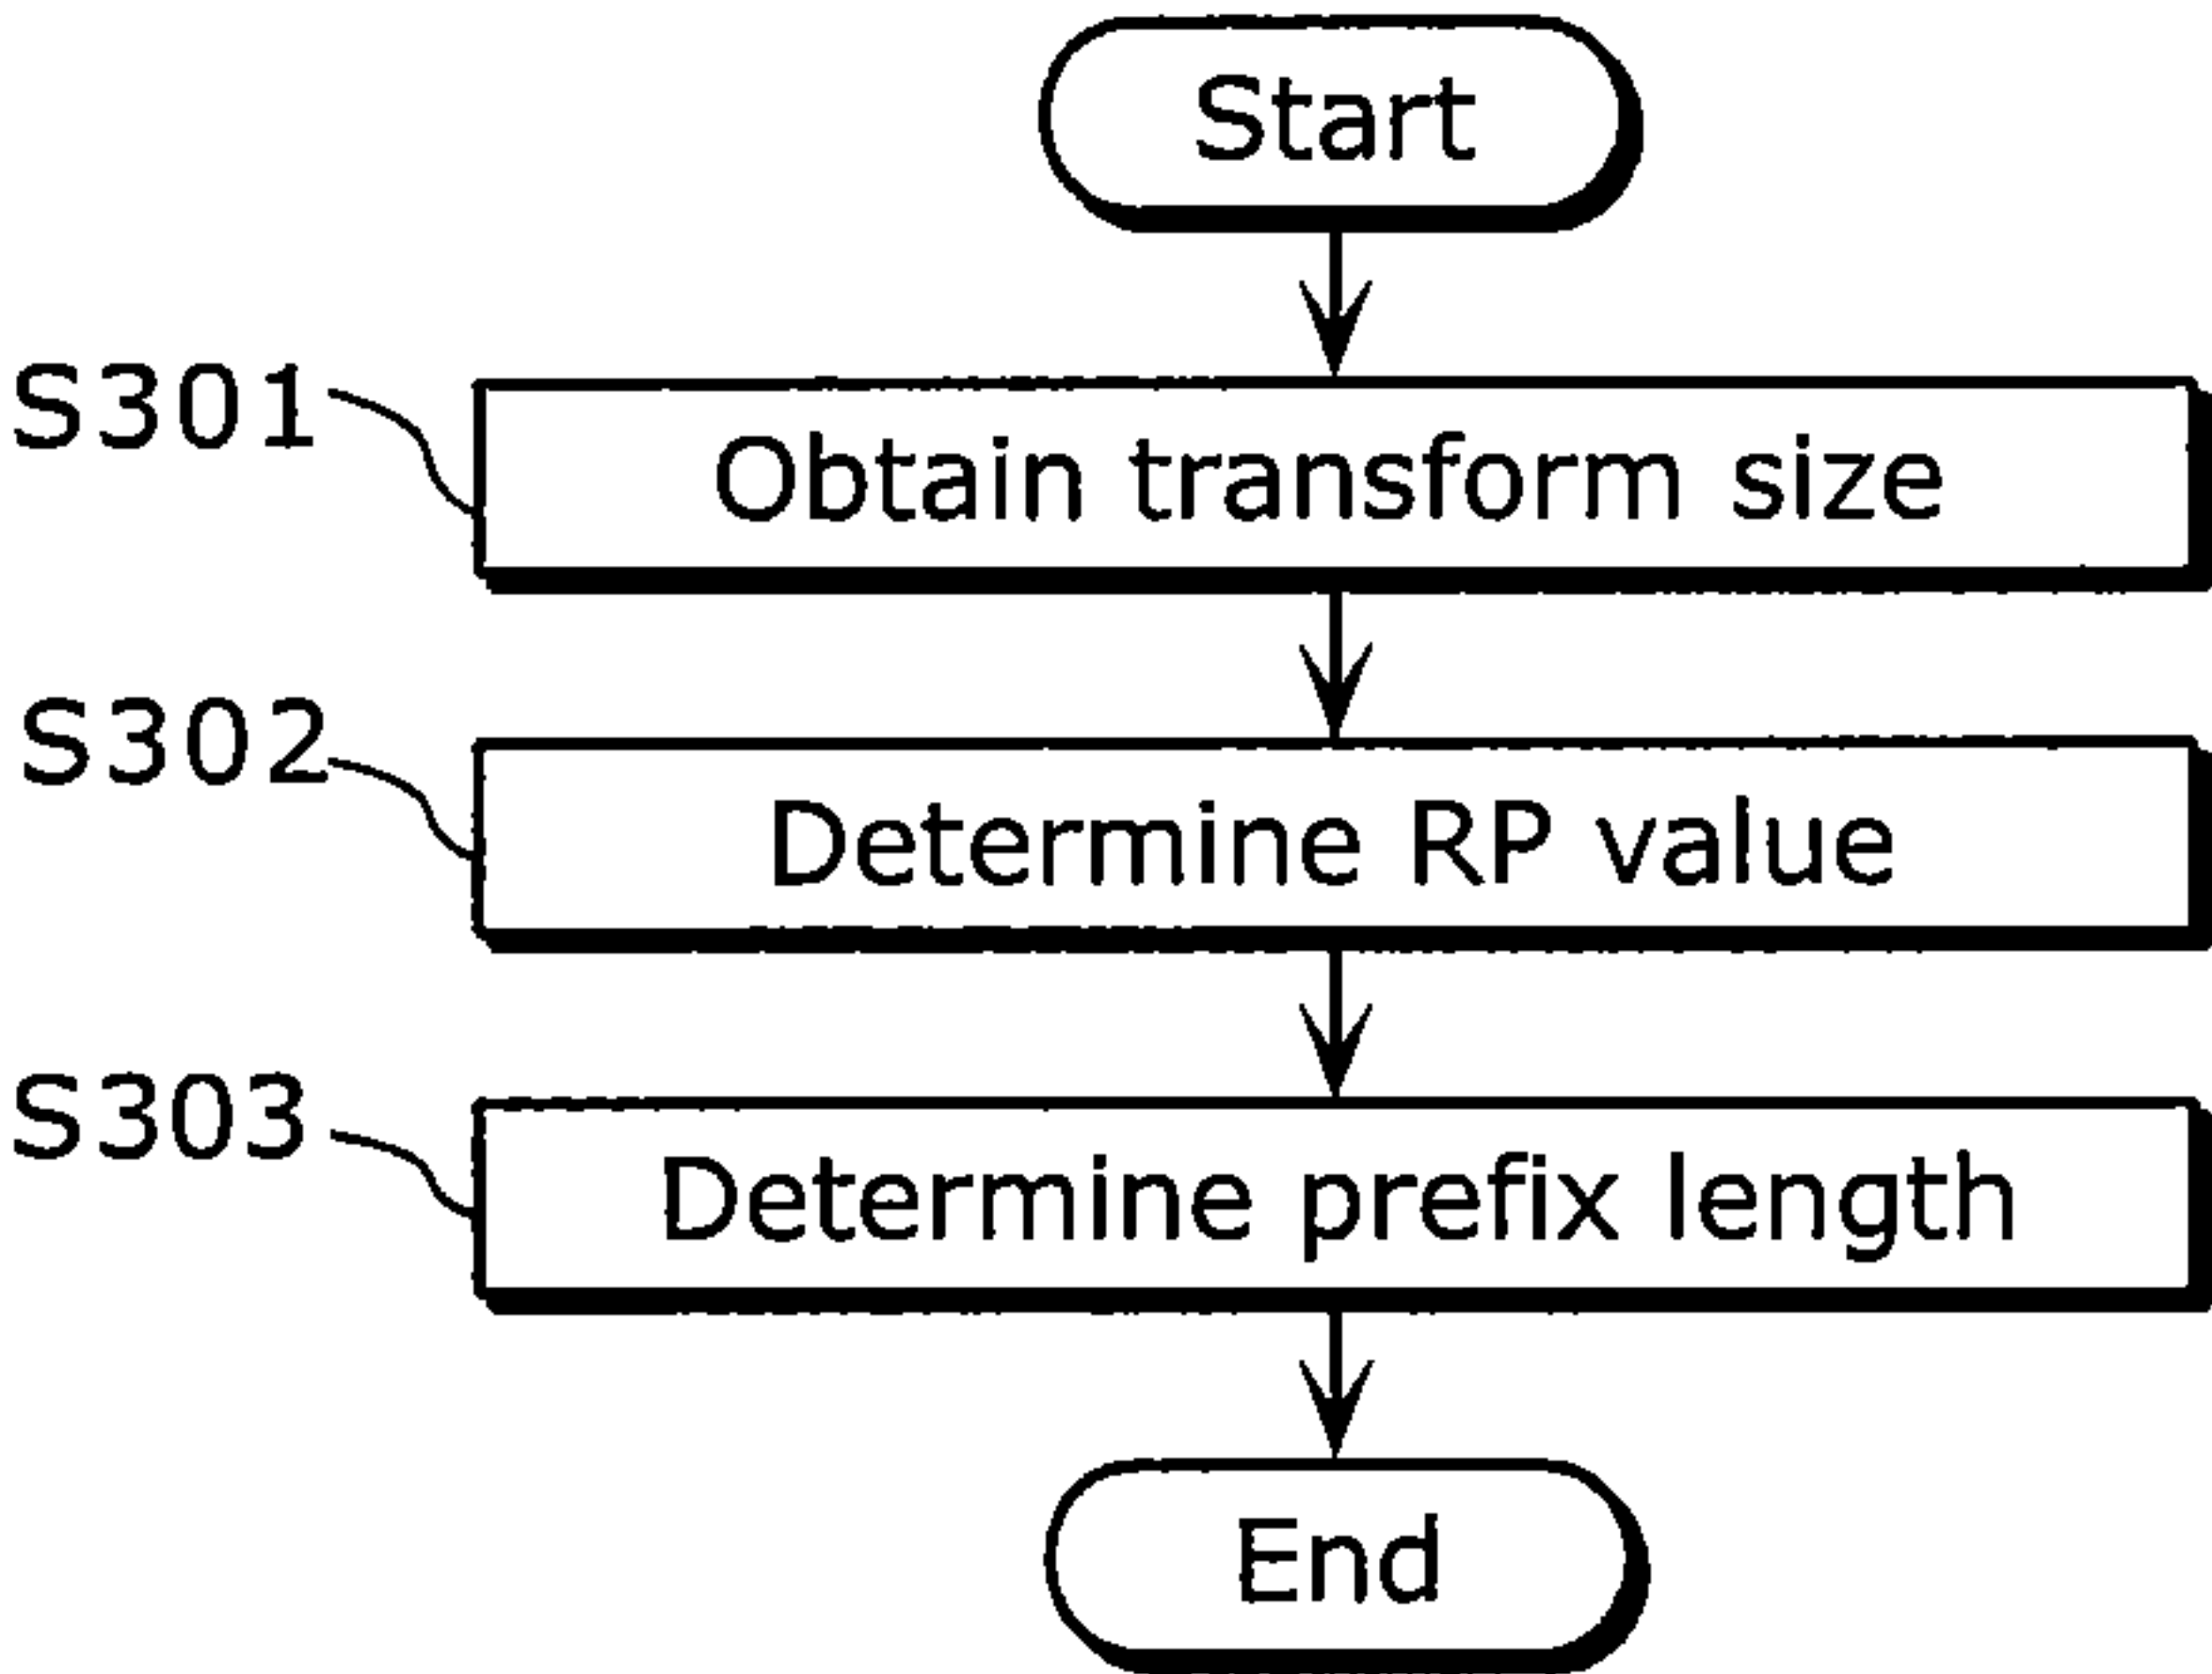 Start
S301
Obtain transform size
S302
Determine RP value
S303
Determine prefix length
End